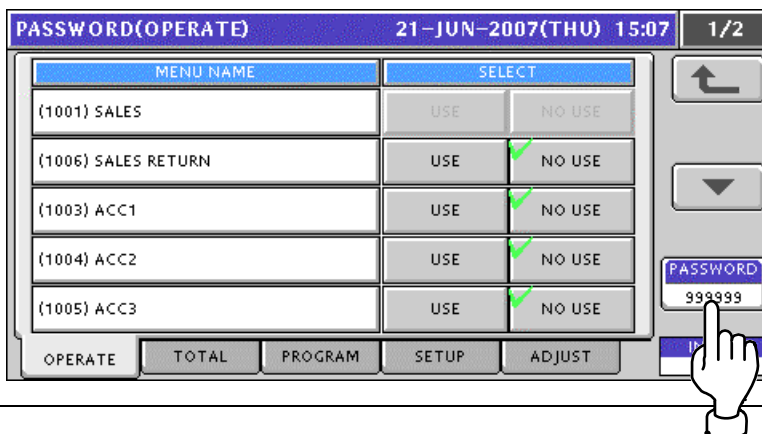 PASSWORD(OPERATE) 21-JUN-2007(THU) 15:07 1/2
MENU NAME SELECT
(1001) SALES USE NO USE
(1006) SALES RETURN USE NO USE
(1003) ACC1 USE NO USE
(1004) ACC2 USE NO USE
PASSWORD
999999
(1005) ACC3 USE NO USE
OPERATE TOTAL PROGRAM SETUP ADJUST